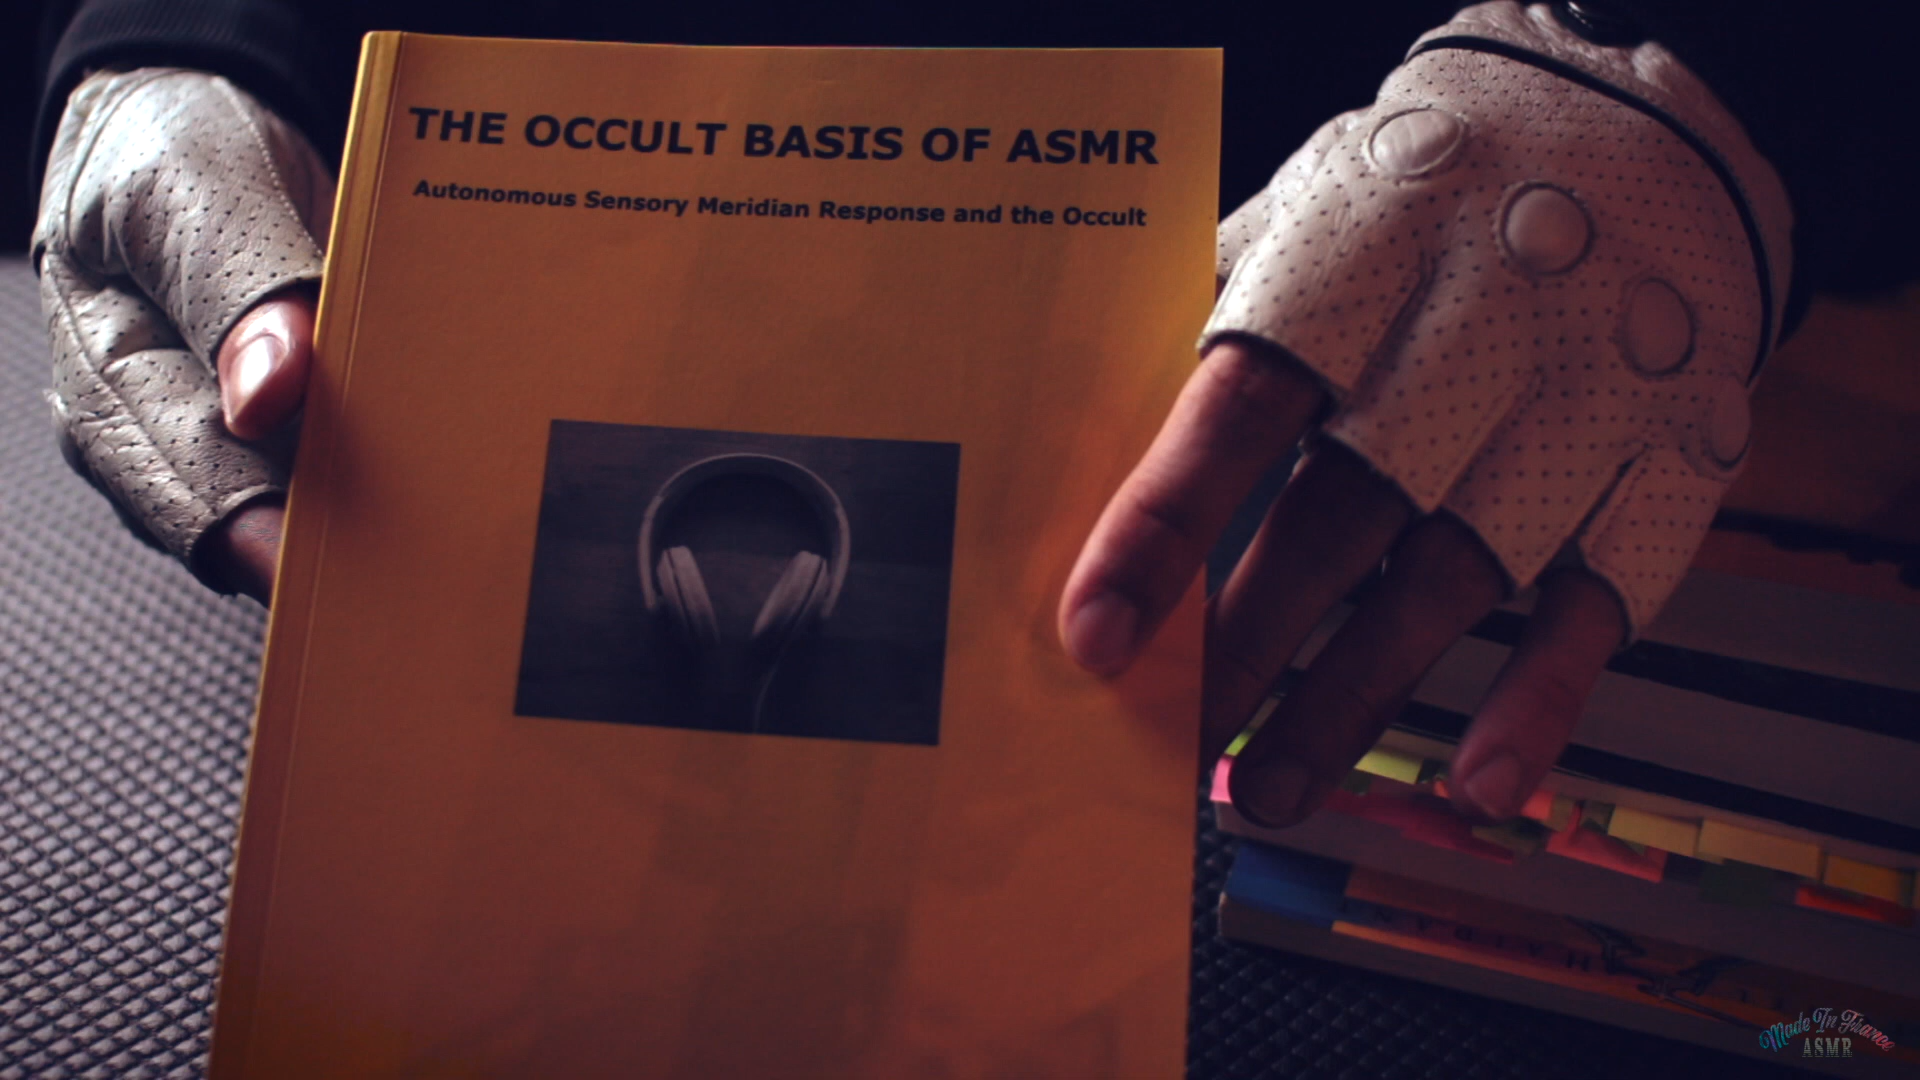 THE OCCULT BASIS OF ASMR
Autonomous Sensory Meridian Response and the Occult
Made In France
ASMR